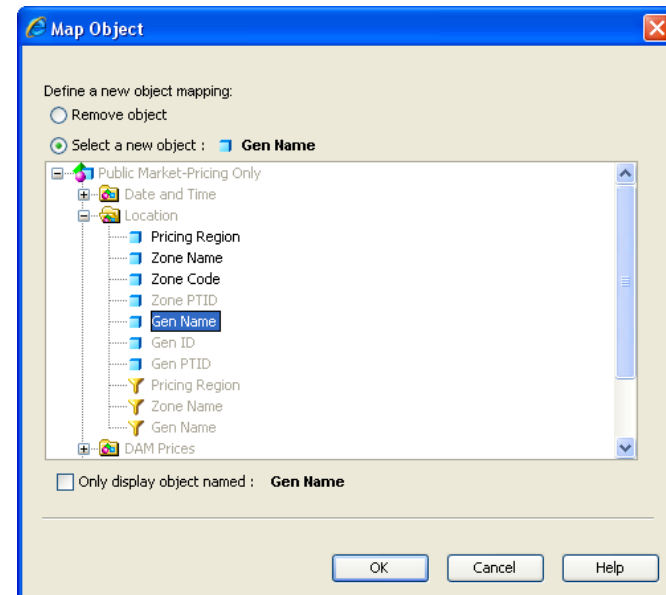 Map Object
Define a new object mapping:
Remove object
Select a new object : Gen Name
Public Market-Pricing Only
Date and Time
Location
Pricing Region
Zone Name
Zone Code
Zone PTID
Gen Name
Gen ID
Gen PTID
Pricing Region
Zone Name
Gen Name
DAM Prices
Only display object named : Gen Name
OK Cancel Help